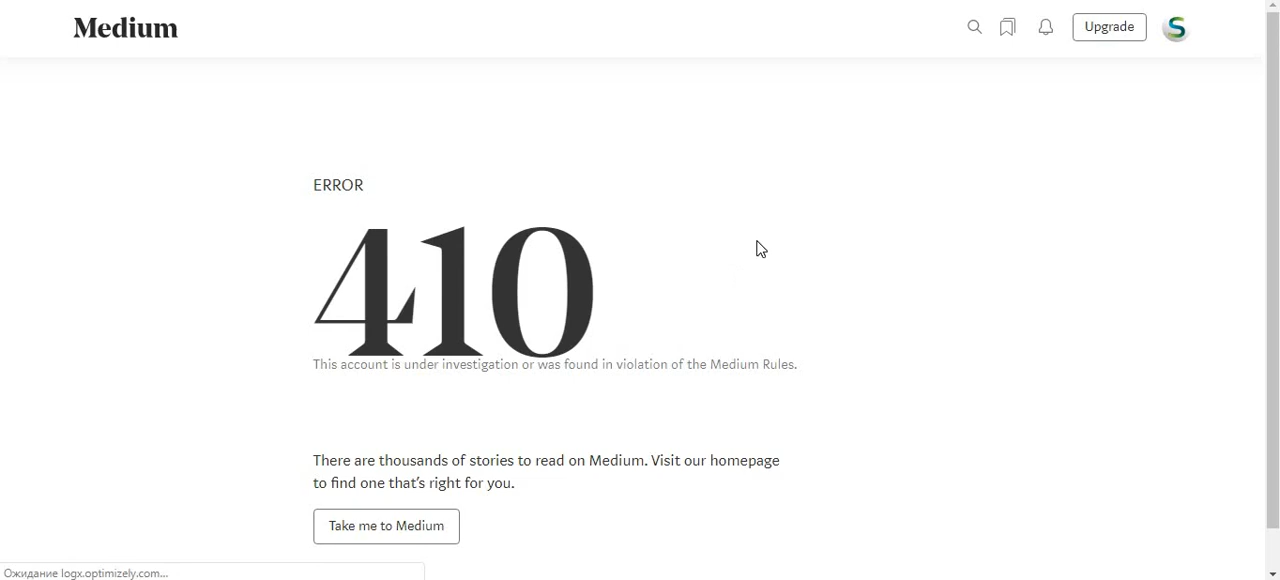 Medium
Upgrade
S
ERROR
410
This account is under investigation or was found in violation of the Medium Rules.
There are thousands of stories to read on Medium. Visit our homepage
to find one that's right for you.
Take me to Medium
Ожидание logx.optimizely.com...